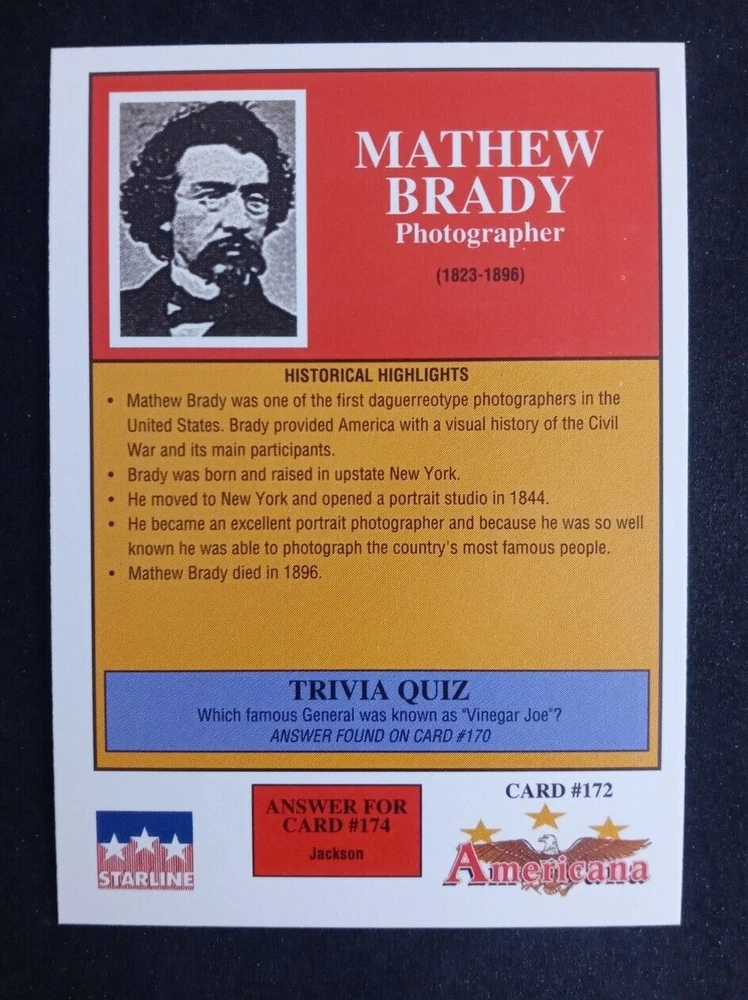 MATHEW
BRADY
Photographer
(1823-1896)
HISTORICAL HIGHLIGHTS
• Mathew Brady was one of the first daguerreotype photographers in the
United States. Brady provided America with a visual history of the Civil
War and its main participants.
• Brady was born and raised in upstate New York.
• He moved to New York and opened a portrait studio in 1844.
• He became an excellent portrait photographer and because he was so well
known he was able to photograph the country's most famous people.
• Mathew Brady died in 1896.
TRIVIA QUIZ
Which famous General was known as "Vinegar Joe"?
ANSWER FOUND ON CARD #170
STARLINE
ANSWER FOR
CARD #174
Jackson
CARD #172
Americana